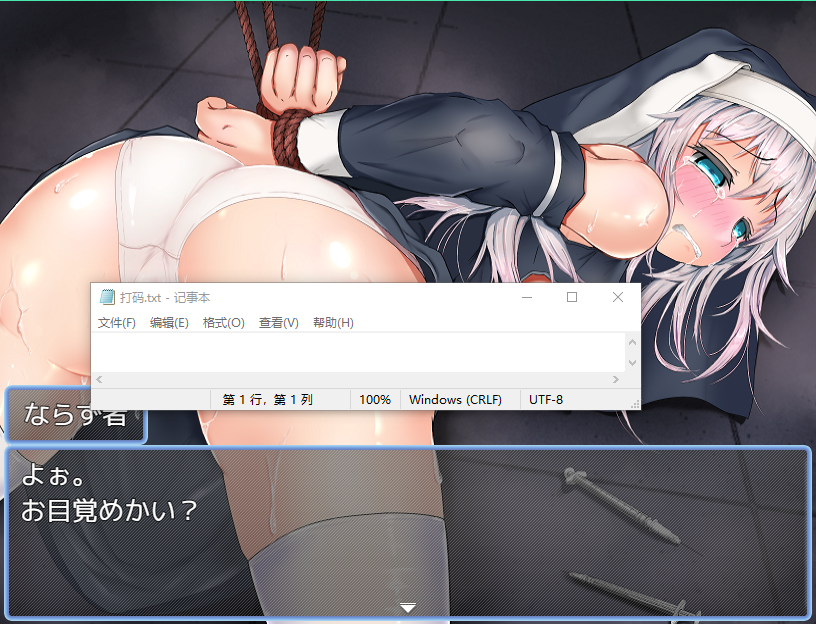 打码.txt - 记事本
文件(F) 编辑(E) 格式(O) 查看(V) 帮助(H)
第 1 行，第 1 列 100% Windows (CRLF) UTF-8
ならず者
よぉ。
お目覚めかい？